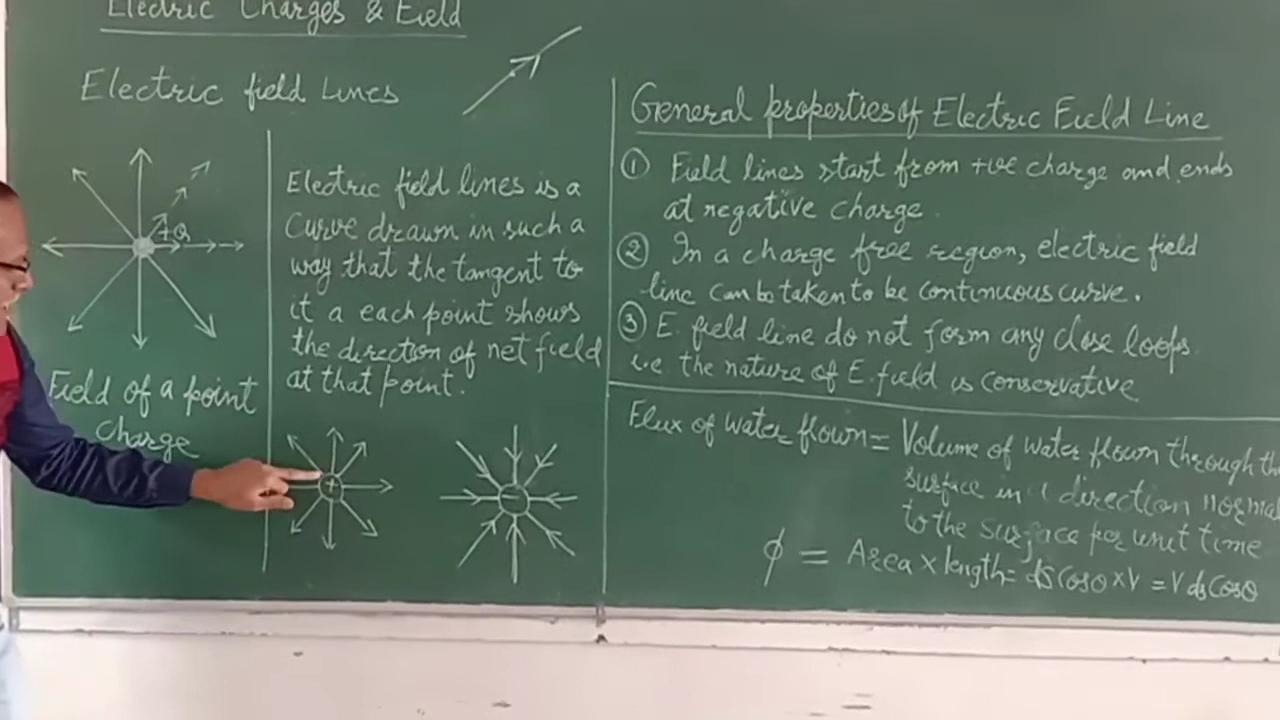 Electric Charges & Field
Electric field Lines
+Q
Field of a point
charge
Electric field lines is a
Curve drawn in such a
way that the tangent to
it a each point shows
the direction of net field
at that point.
+
-
General properties of Electric Field Line
① Field lines start from +ve charge and ends
at negative charge.
② In a charge free region, electric field
line can be taken to be continuous curve.
③ E. field line do not form any close loops
i.e the nature of E. field is conservative
Flux of water flown = Volume of water flown through the
surface in a direction normal
to the surface per unit time
ϕ = Area × length = ds Cosθ × V = V ds Cosθ